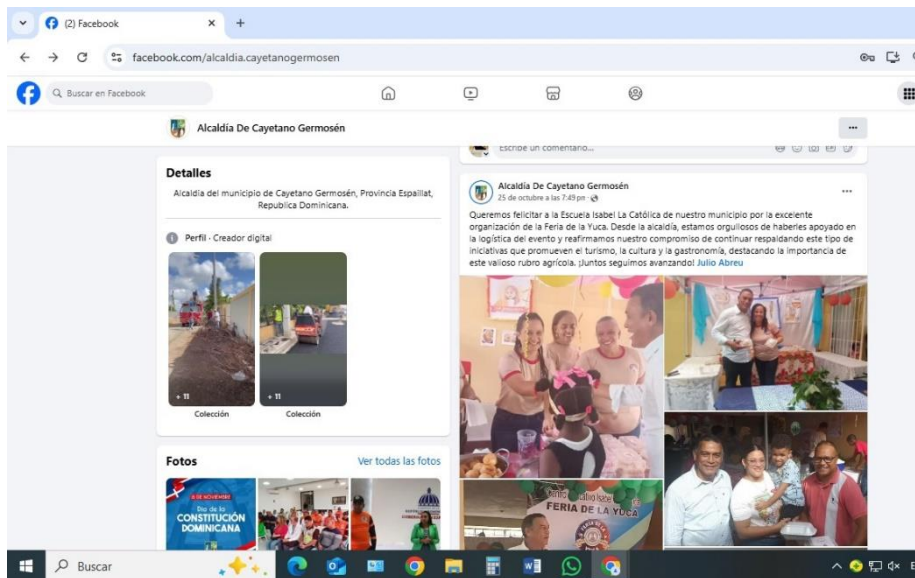 (2) Facebook
facebook.com/alcaldia.cayetanogermosen
Buscar en Facebook
Alcaldía De Cayetano Germosén
Detalles
Alcaldia del municipio de Cayetano Germosén, Provincia Espaillat,
Republica Dominicana.
Perfil · Creador digital
+ 11
+ 11
Colección
Colección
Fotos
Ver todas las fotos
8 DE NOVIEMBRE
Día de la
CONSTITUCIÓN
DOMINICANA
Escribe un comentario...
Alcaldía De Cayetano Germosén
25 de octubre a las 7:49 pm ·
Queremos felicitar a la Escuela Isabel La Católica de nuestro municipio por la excelente
organización de la Feria de la Yuca. Desde la alcaldía, estamos orgullosos de haberles apoyado en
la logística del evento y reafirmamos nuestro compromiso de continuar respaldando este tipo de
iniciativas que promueven el turismo, la cultura y la gastronomía, destacando la importancia de
este valioso rubro agrícola. ¡Juntos seguimos avanzando! Julio Abreu
FERIA DE LA YUCA
Buscar